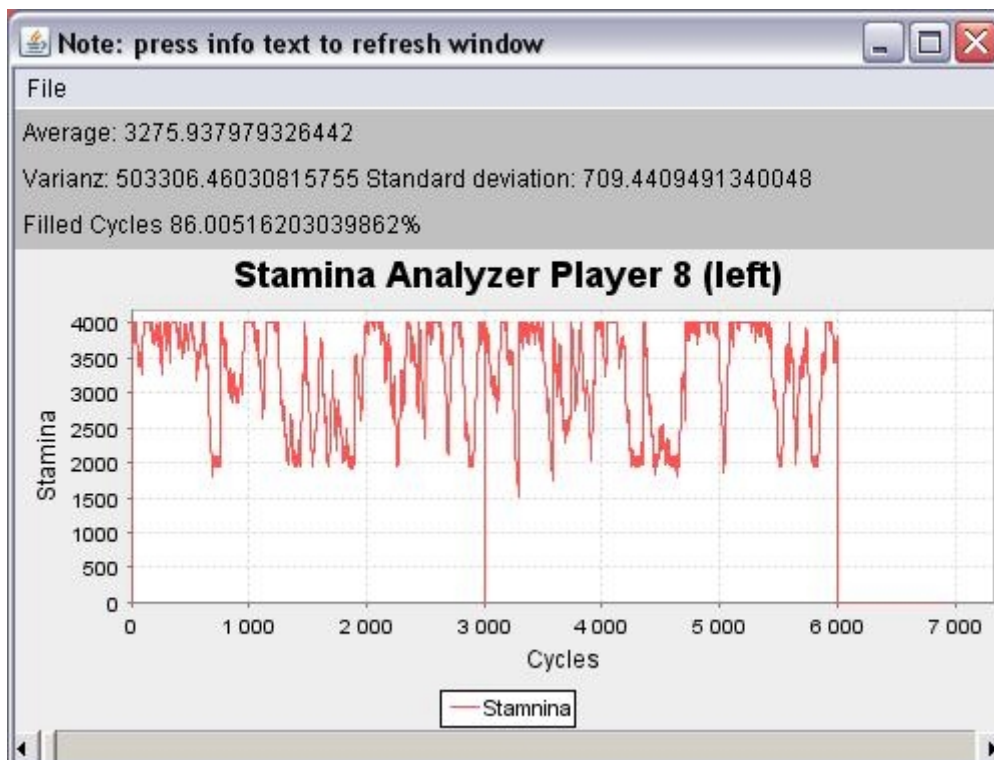 Note: press info text to refresh window
File
Average: 3275.937979326442
Varianz: 503306.46030815755 Standard deviation: 709.4409491340048
Filled Cycles 86.00516203039862%
Stamina Analyzer Player 8 (left)
4000
3500
3000
2500
2000
1500
1000
500
0
Stamina
0 1 000 2 000 3 000 4 000 5 000 6 000 7 000
Cycles
Stamnina